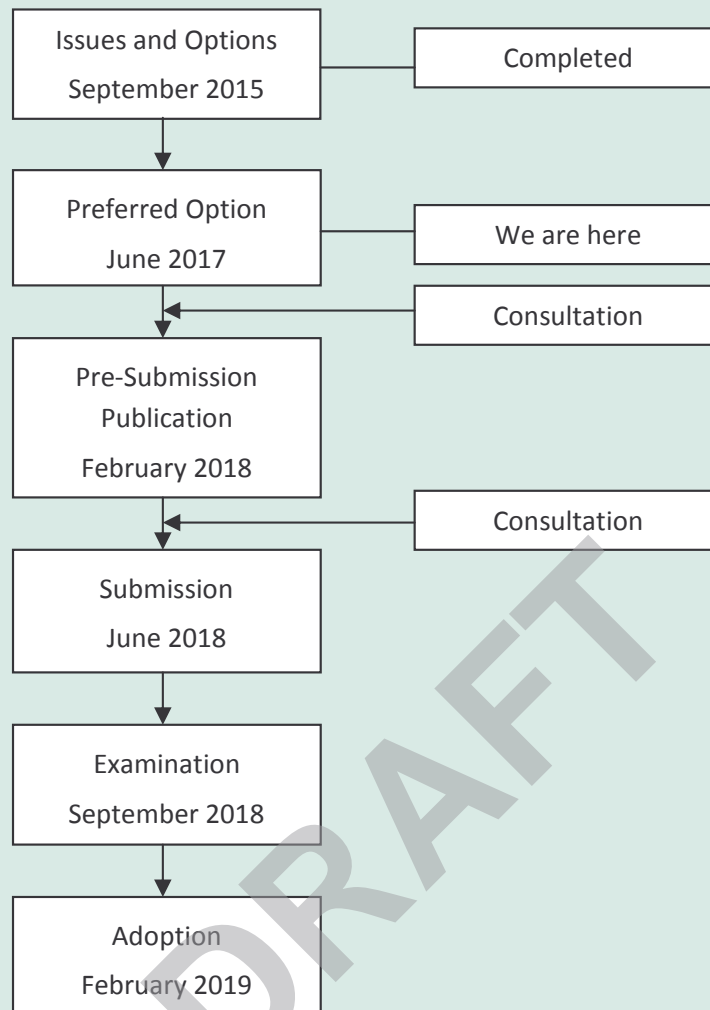 Issues and Options
September 2015
Completed
Preferred Option
June 2017
We are here
Consultation
Pre-Submission
Publication
February 2018
Consultation
Submission
June 2018
Examination
September 2018
Adoption
February 2019
DRAFT